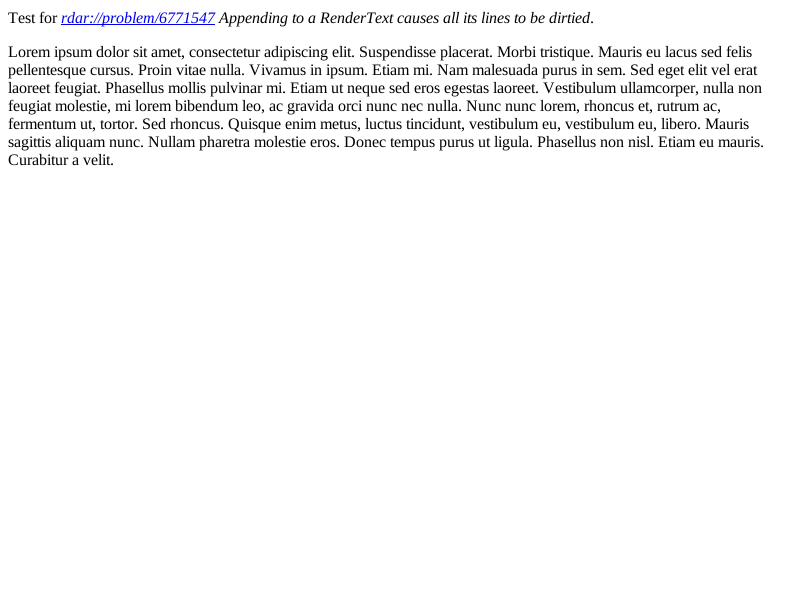 Test for rdar://problem/6771547 Appending to a RenderText causes all its lines to be dirtied.
Lorem ipsum dolor sit amet, consectetur adipiscing elit. Suspendisse placerat. Morbi tristique. Mauris eu lacus sed felis
pellentesque cursus. Proin vitae nulla. Vivamus in ipsum. Etiam mi. Nam malesuada purus in sem. Sed eget elit vel erat
laoreet feugiat. Phasellus mollis pulvinar mi. Etiam ut neque sed eros egestas laoreet. Vestibulum ullamcorper, nulla non
feugiat molestie, mi lorem bibendum leo, ac gravida orci nunc nec nulla. Nunc nunc lorem, rhoncus et, rutrum ac,
fermentum ut, tortor. Sed rhoncus. Quisque enim metus, luctus tincidunt, vestibulum eu, vestibulum eu, libero. Mauris
sagittis aliquam nunc. Nullam pharetra molestie eros. Donec tempus purus ut ligula. Phasellus non nisl. Etiam eu mauris.
Curabitur a velit.